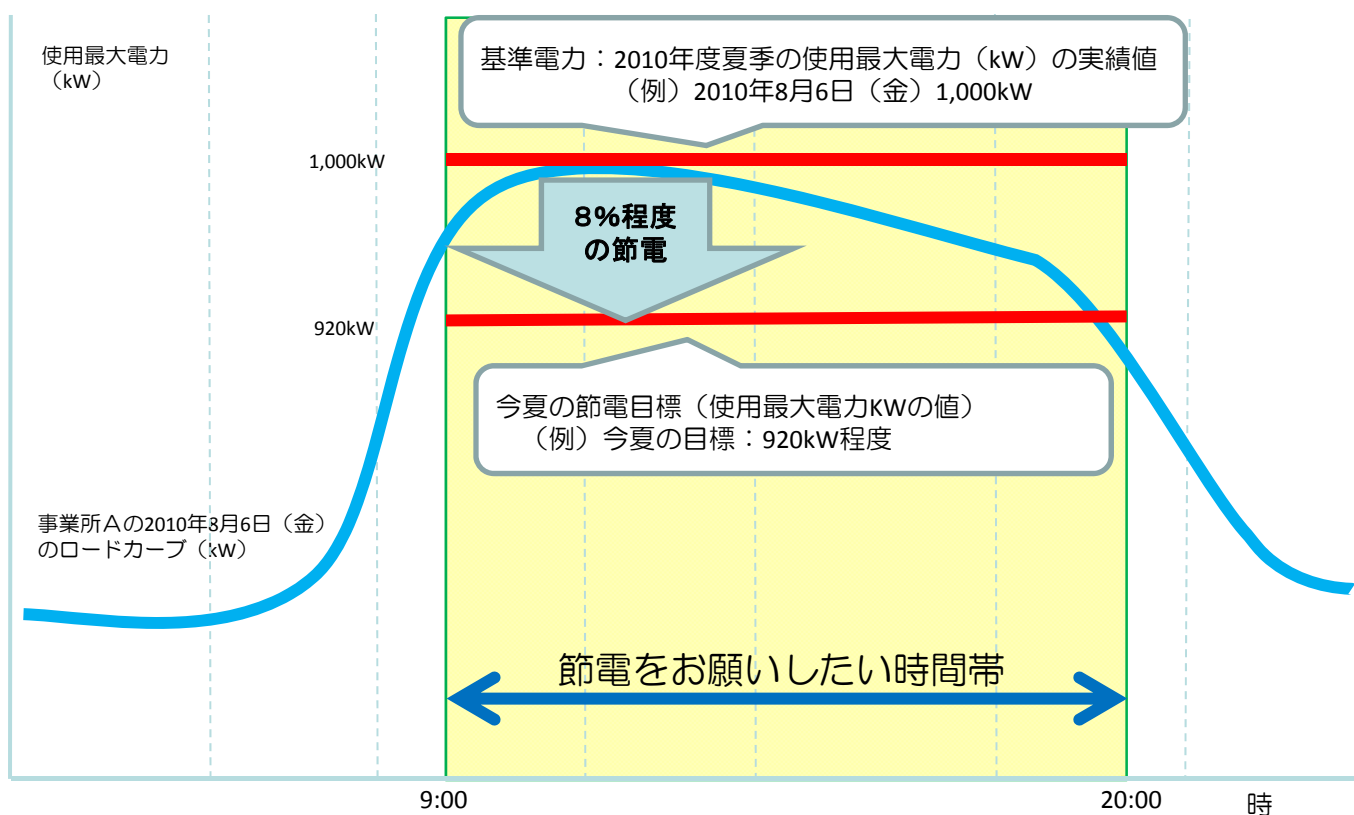 使用最大電力
（kW）
基準電力：2010年度夏季の使用最大電力（kW）の実績値
（例）2010年8月6日（金）1,000kW
1,000kW
8%程度
の節電
920kW
今夏の節電目標（使用最大電力KWの値）
（例）今夏の目標：920kW程度
事業所Aの2010年8月6日（金）
のロードカーブ（kW）
節電をお願いしたい時間帯
9:00
20:00
時